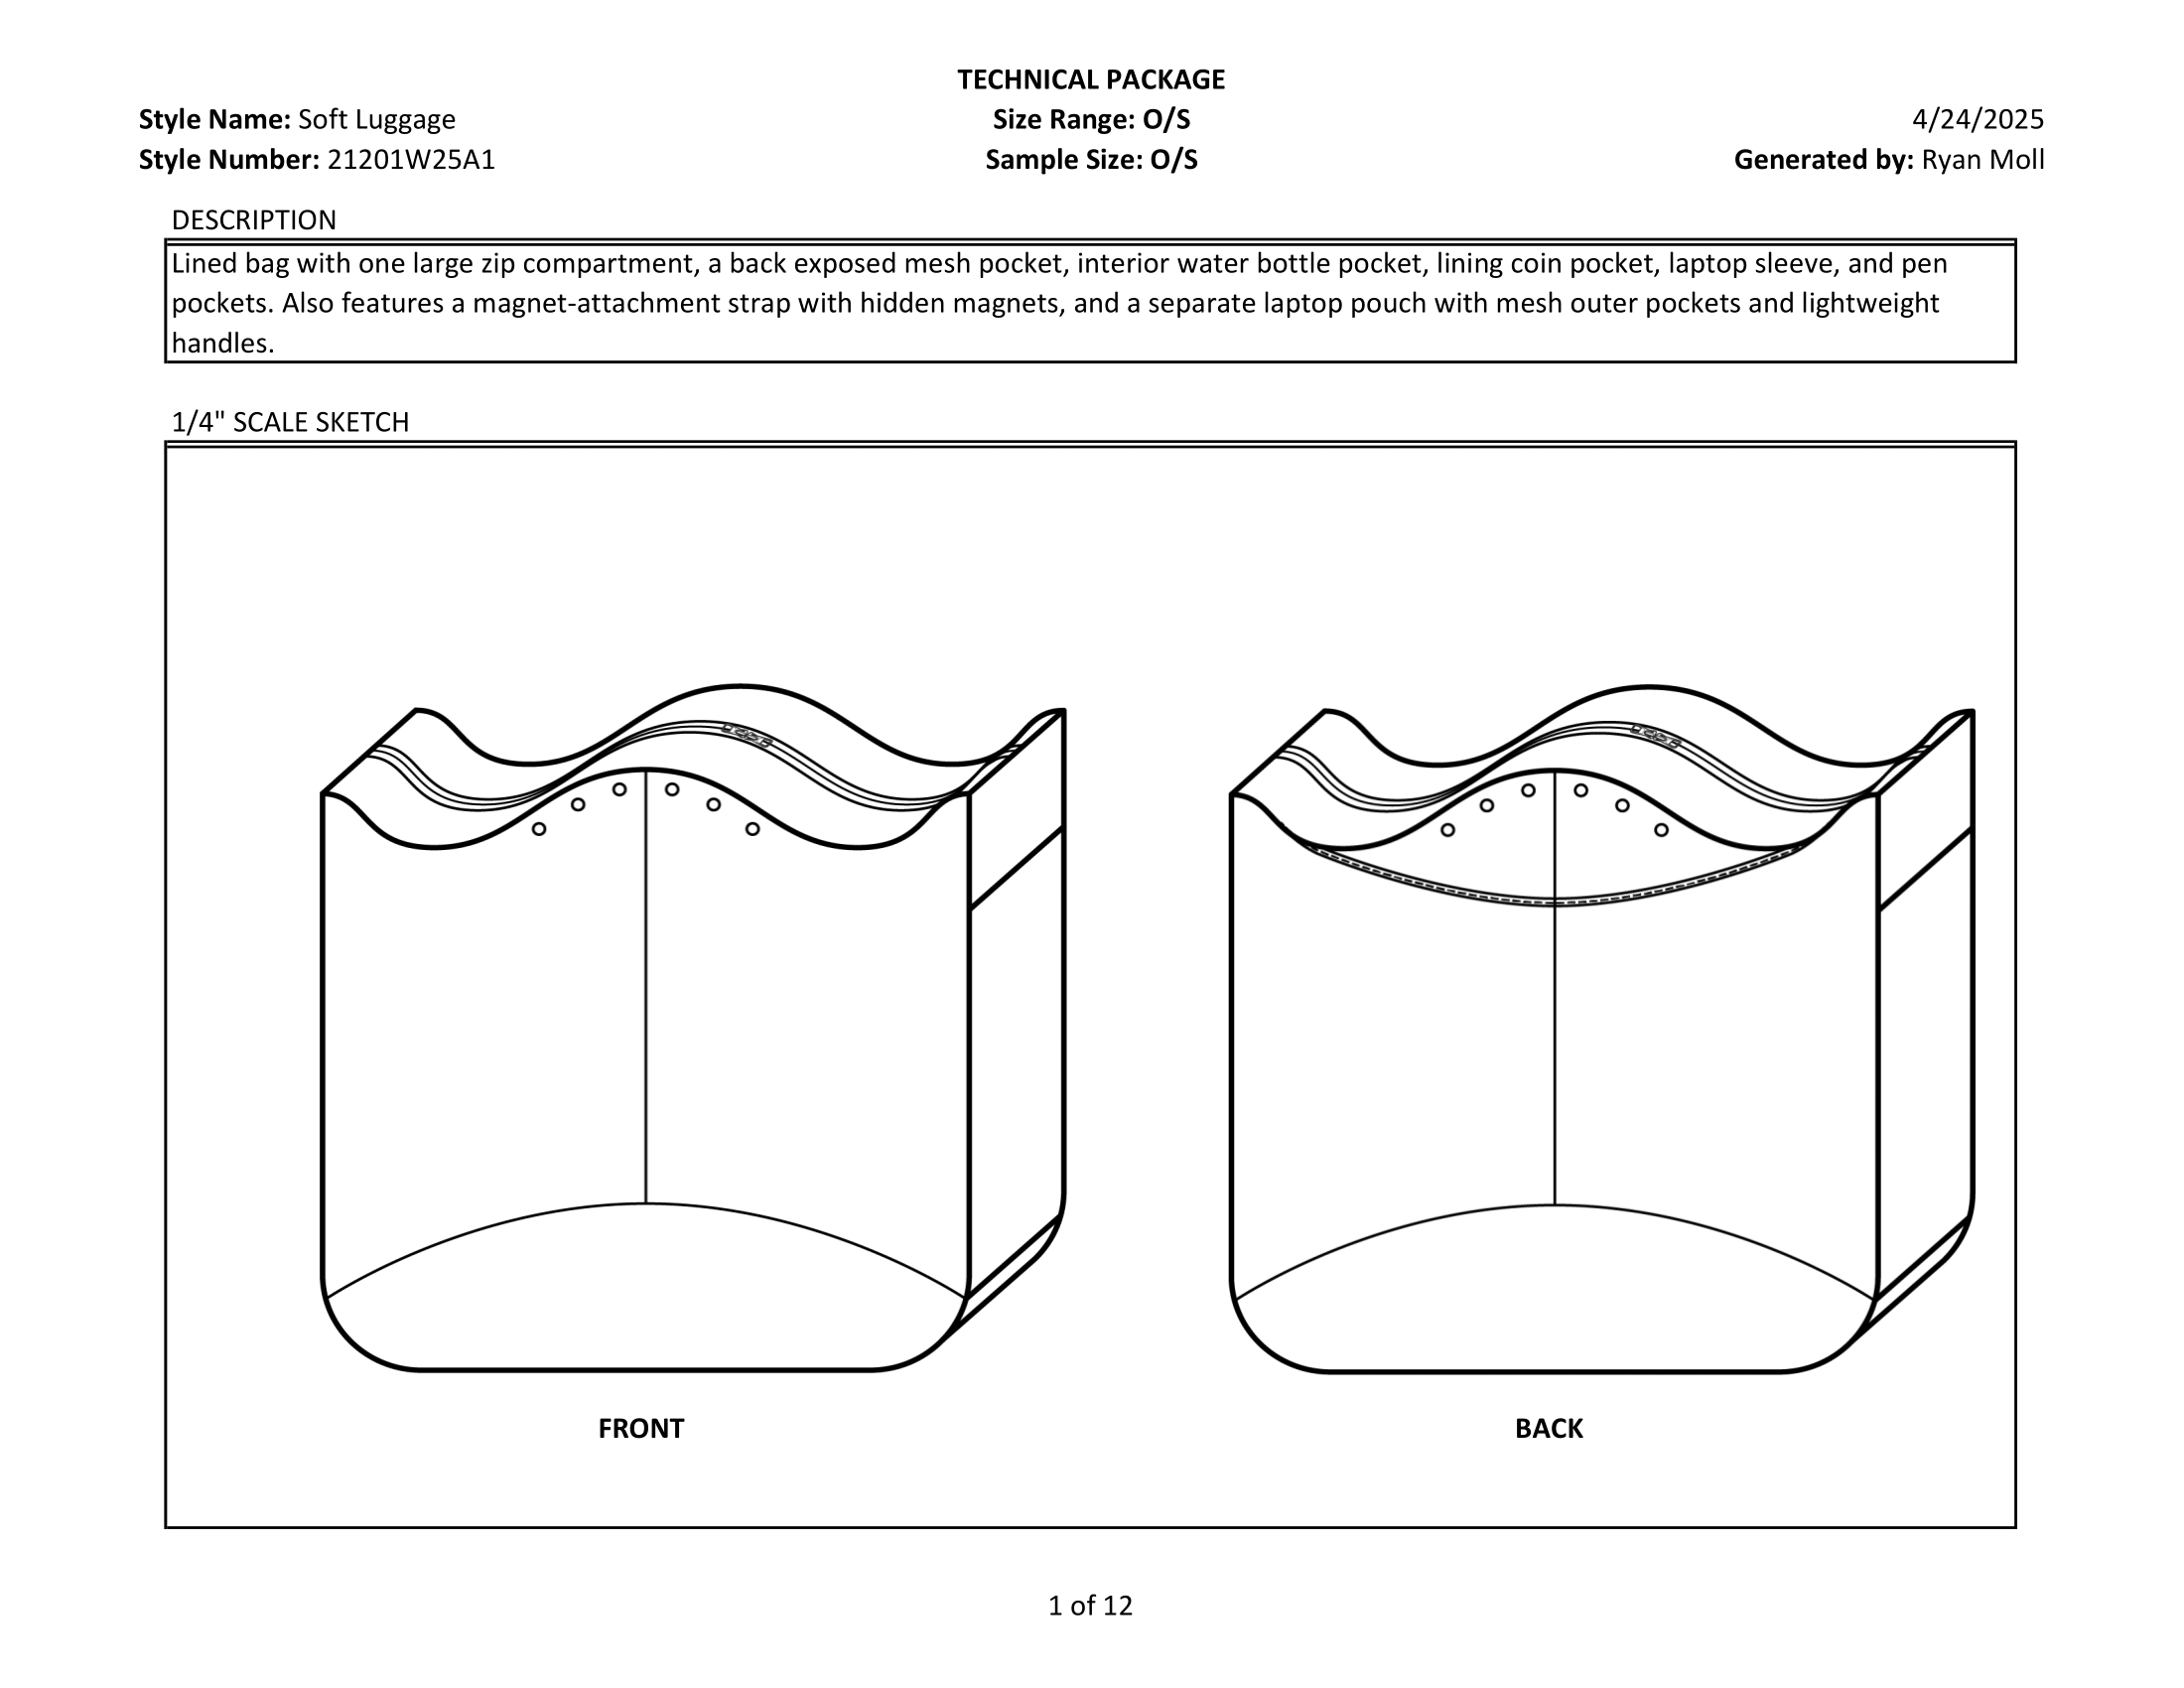 TECHNICAL PACKAGE
Style Name: Soft Luggage
Size Range: O/S
4/24/2025
Style Number: 21201W25A1
Sample Size: O/S
Generated by: Ryan Moll
DESCRIPTION
Lined bag with one large zip compartment, a back exposed mesh pocket, interior water bottle pocket, lining coin pocket, laptop sleeve, and pen
pockets. Also features a magnet-attachment strap with hidden magnets, and a separate laptop pouch with mesh outer pockets and lightweight
handles.
1/4" SCALE SKETCH
FRONT
BACK
1 of 12